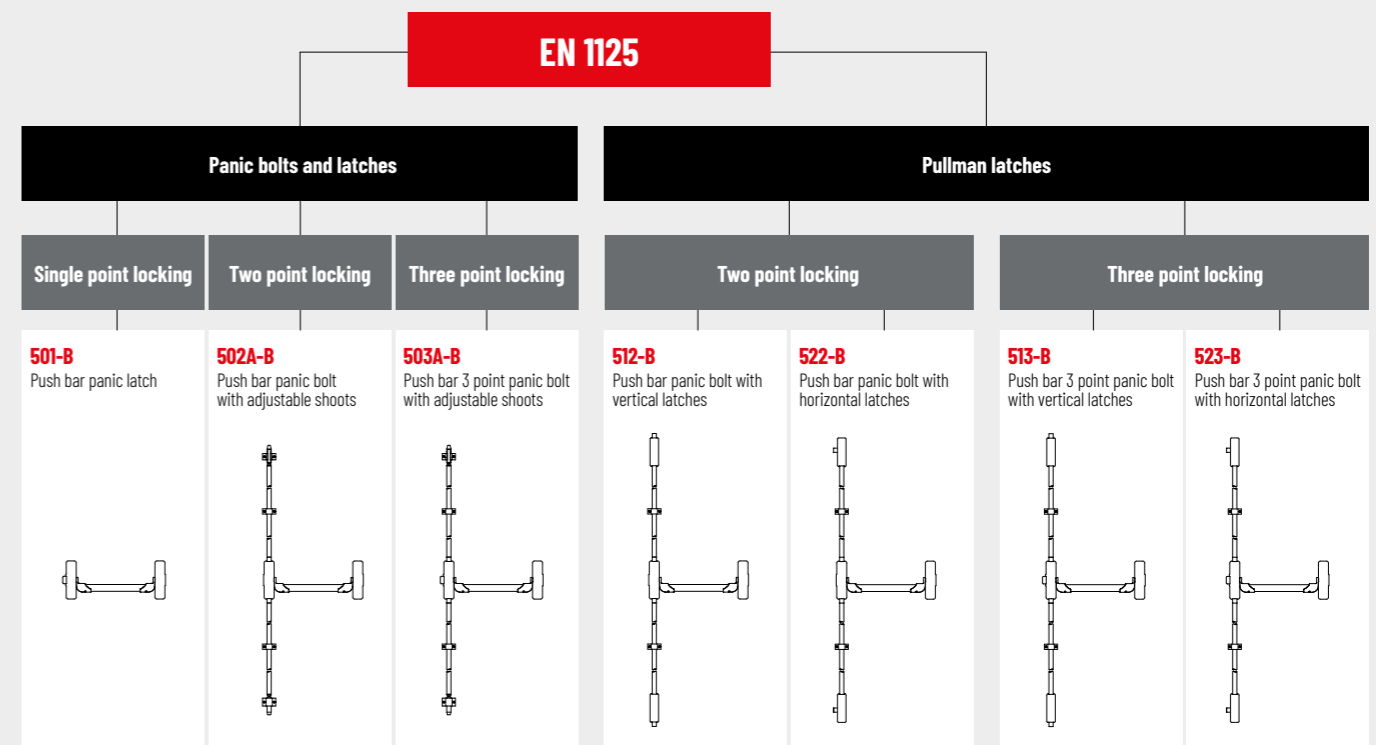 EN 1125
Panic bolts and latches
Pullman latches
Single point locking
Two point locking
Three point locking
Two point locking
Three point locking
501-B
Push bar panic latch
502A-B
Push bar panic bolt
with adjustable shoots
503A-B
Push bar 3 point panic bolt
with adjustable shoots
512-B
Push bar panic bolt with
vertical latches
522-B
Push bar panic bolt with
horizontal latches
513-B
Push bar 3 point panic bolt
with vertical latches
523-B
Push bar 3 point panic bolt
with horizontal latches